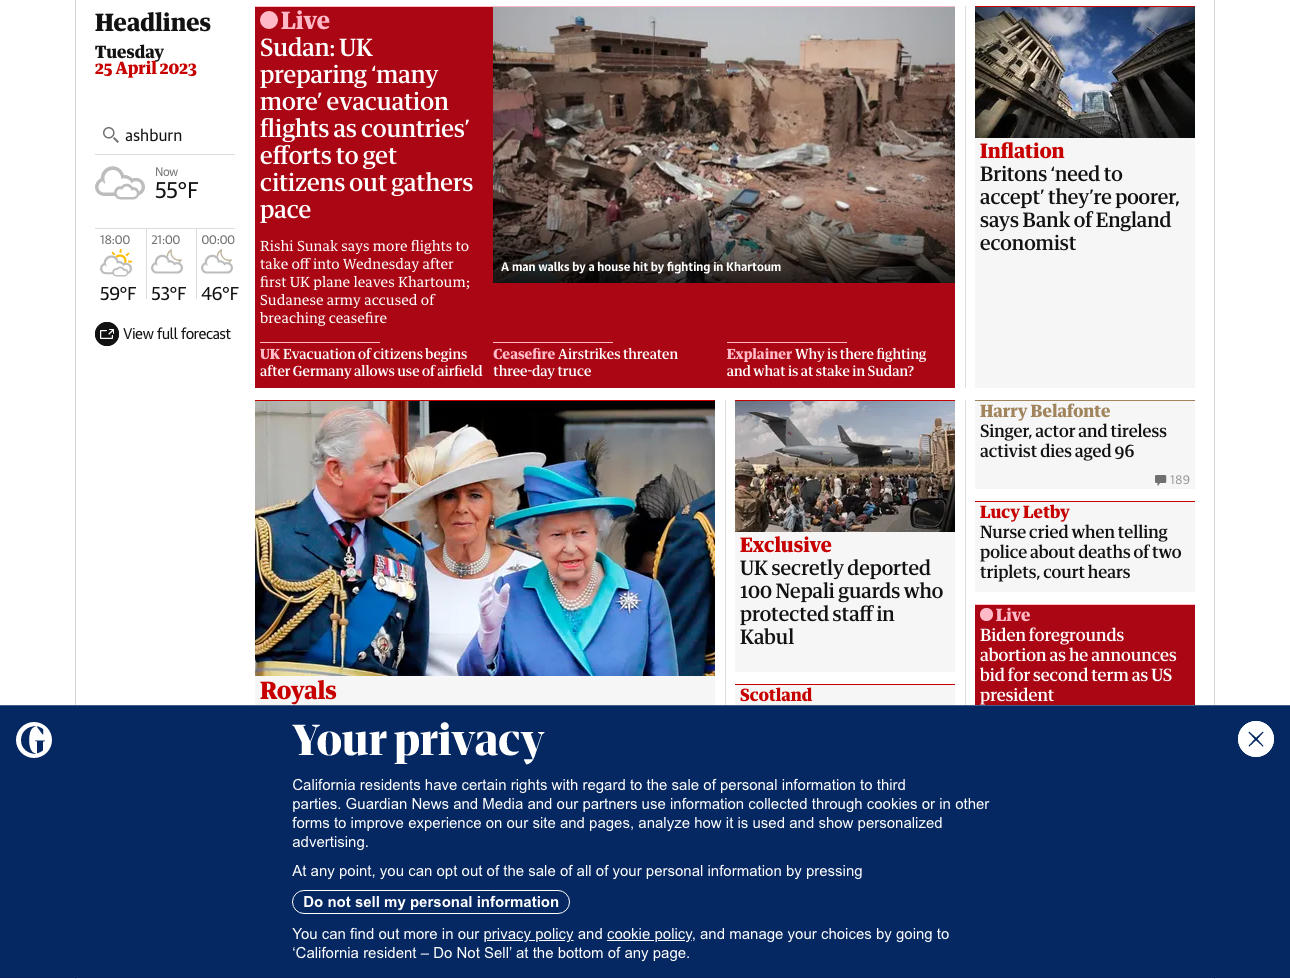 Headlines
Tuesday
25 April 2023
ashburn
Now
55°F
18:00
21:00
00:00
59°F
53°F
46°F
View full forecast
Live
Sudan: UK
preparing ‘many
more’ evacuation
flights as countries’
efforts to get
citizens out gathers
pace
Rishi Sunak says more flights to
take off into Wednesday after
first UK plane leaves Khartoum;
Sudanese army accused of
breaching ceasefire
A man walks by a house hit by fighting in Khartoum
UK Evacuation of citizens begins
after Germany allows use of airfield
Ceasefire Airstrikes threaten
three-day truce
Explainer Why is there fighting
and what is at stake in Sudan?
Inflation
Britons ‘need to
accept’ they’re poorer,
says Bank of England
economist
Royals
Exclusive
UK secretly deported
100 Nepali guards who
protected staff in
Kabul
Scotland
Harry Belafonte
Singer, actor and tireless
activist dies aged 96
189
Lucy Letby
Nurse cried when telling
police about deaths of two
triplets, court hears
Live
Biden foregrounds
abortion as he announces
bid for second term as US
president
G
Your privacy
California residents have certain rights with regard to the sale of personal information to third
parties. Guardian News and Media and our partners use information collected through cookies or in other
forms to improve experience on our site and pages, analyze how it is used and show personalized
advertising.
At any point, you can opt out of the sale of all of your personal information by pressing
Do not sell my personal information
You can find out more in our privacy policy and cookie policy, and manage your choices by going to
‘California resident – Do Not Sell’ at the bottom of any page.